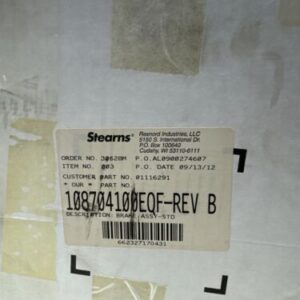 Stearns®
Rexnord Industries, LLC
5150 S. International Dr.
P.O. Box 100640
Cudahy, WI 53110-6111
ORDER NO. 30628M P.O.AL0900274607
ITEM NO. 003 P.O. DATE 09/13/12
CUSTOMER PART NO. 01116291
* OUR * PART NO.
108704100EQF-REV B
DESCRIPTION: BRAKE ASSY-STD
662327170431